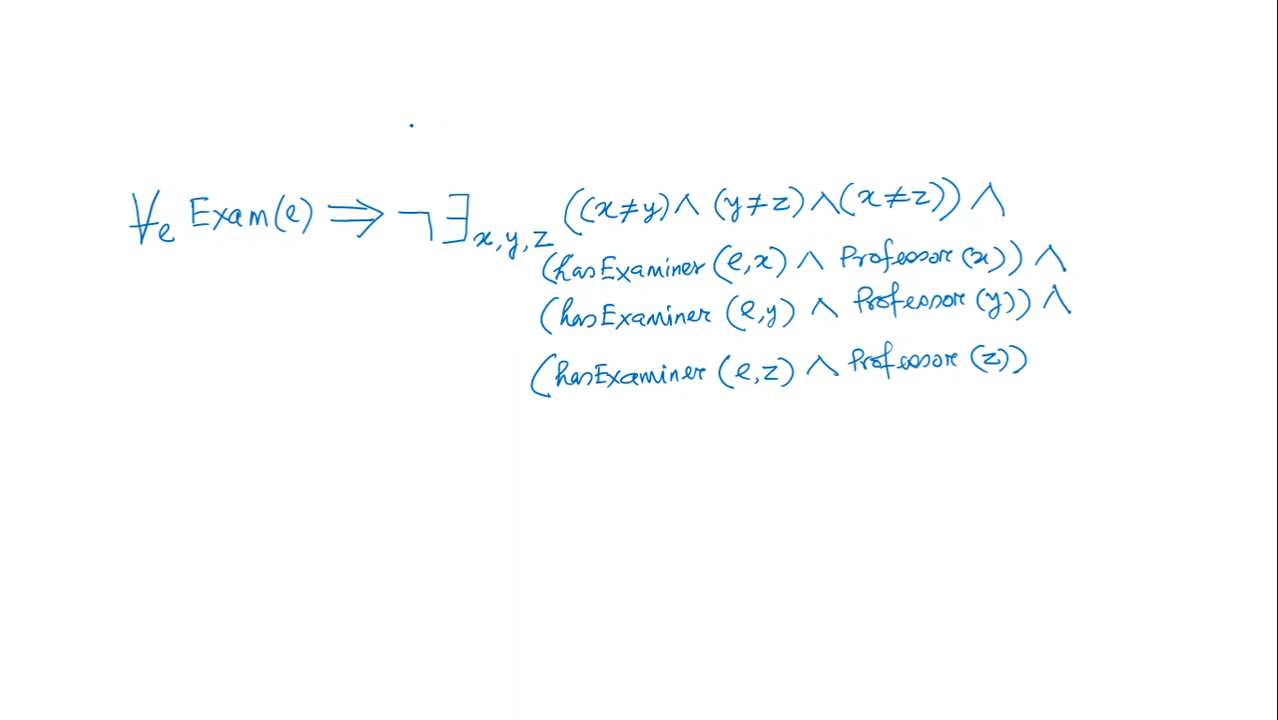 ∀e Exam(e) ⟹ ¬∃x,y,z ((x≠y)∧ (y≠z)∧(x≠z)) ∧
(hasExaminer (e,x) ∧ Professor (x)) ∧
(hasExaminer (e,y) ∧ Professor (y)) ∧
(hasExaminer (e,z) ∧ Professor (z))